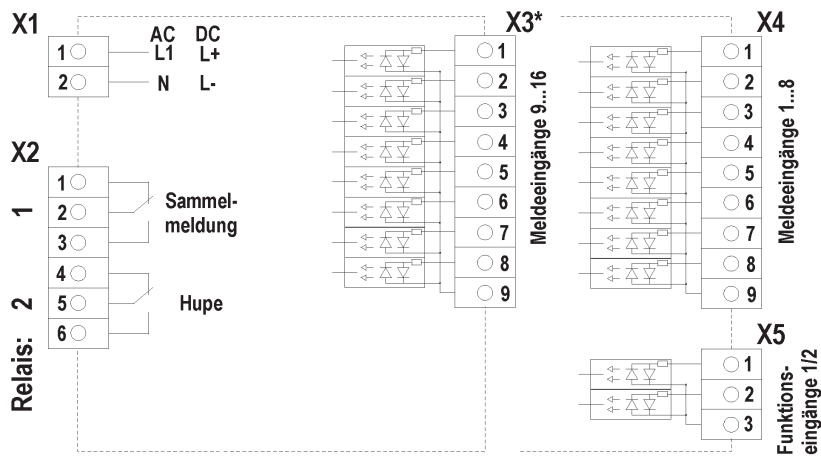 X1
AC DC
1 L1 L+
2 N L-
X2
1
2
3
4
5
6
Sammel-
meldung
Hupe
Relais: 2 1
X3*
1
2
3
4
5
6
7
8
9
Meldeeingänge 9...16
X4
1
2
3
4
5
6
7
8
9
Meldeeingänge 1...8
X5
1
2
3
Funktions-
eingänge 1/2